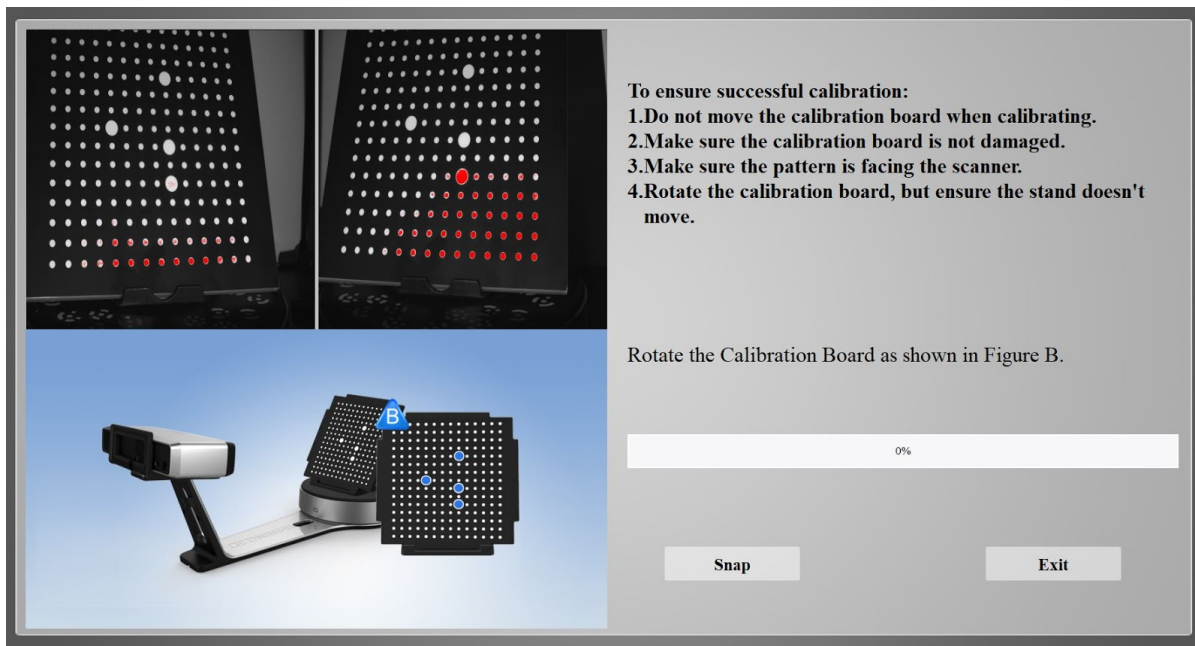 To ensure successful calibration:
1.Do not move the calibration board when calibrating.
2.Make sure the calibration board is not damaged.
3.Make sure the pattern is facing the scanner.
4.Rotate the calibration board, but ensure the stand doesn't
move.
B
Rotate the Calibration Board as shown in Figure B.
0%
Snap
Exit